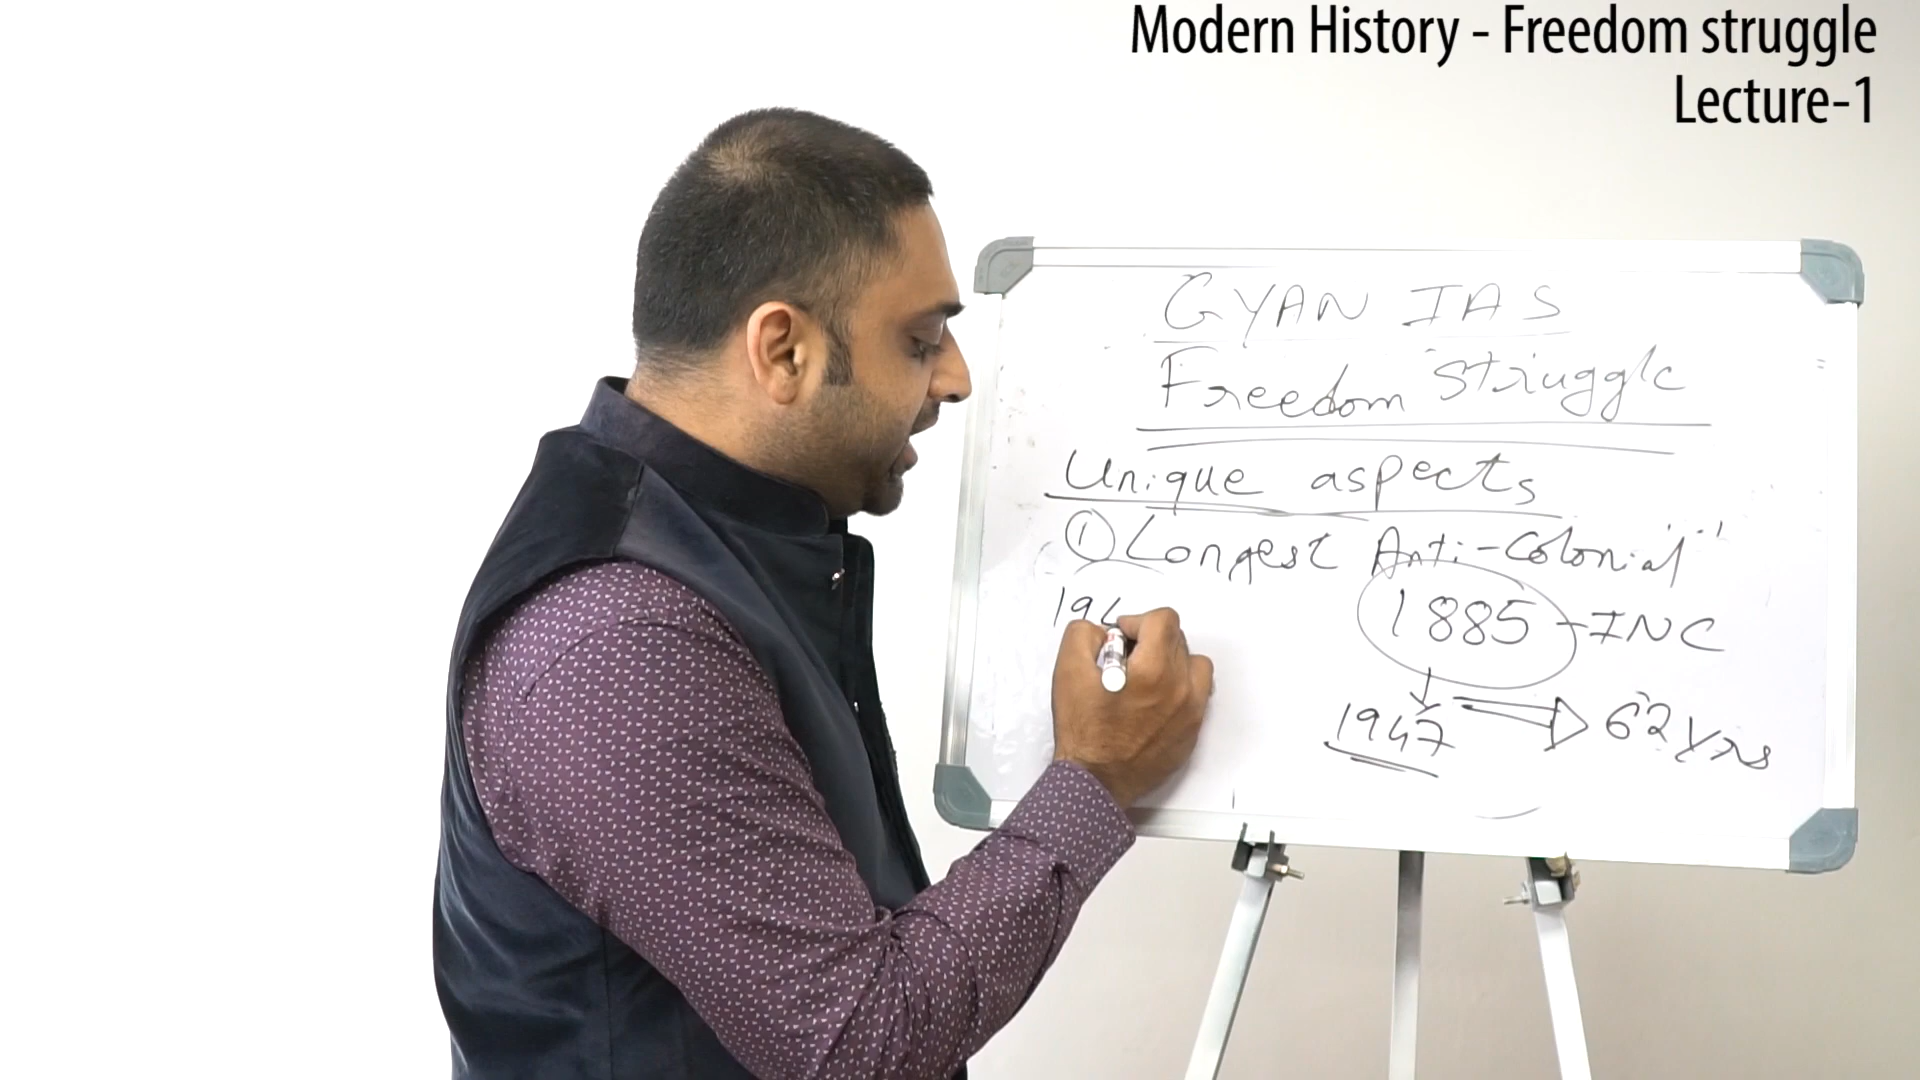 Modern History - Freedom struggle
Lecture-1
GYAN IAS
Freedom Struggle
Unique aspects
① Longest Anti-Colonial
1885 - INC
194
1947 62 Yrs